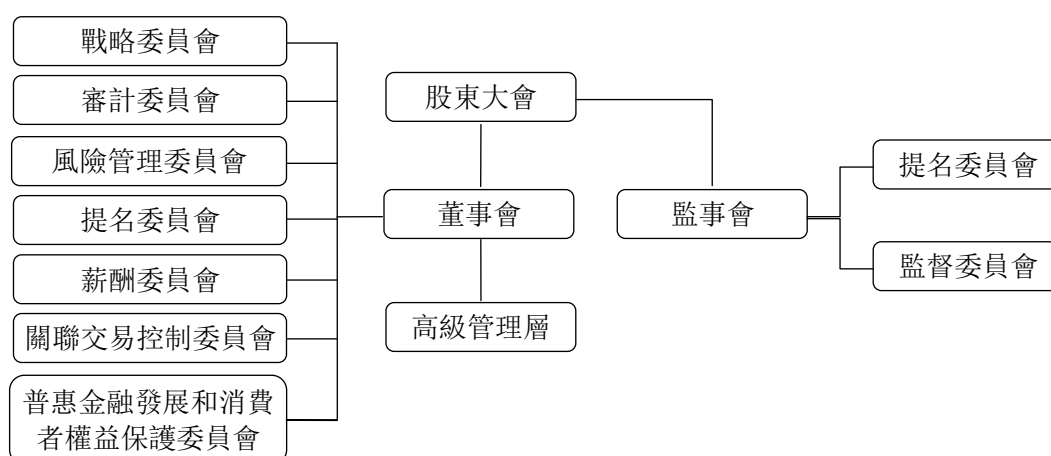 戰略委員會
審計委員會
風險管理委員會
提名委員會
薪酬委員會
關聯交易控制委員會
普惠金融發展和消費
者權益保護委員會
股東大會
董事會
高級管理層
監事會
提名委員會
監督委員會